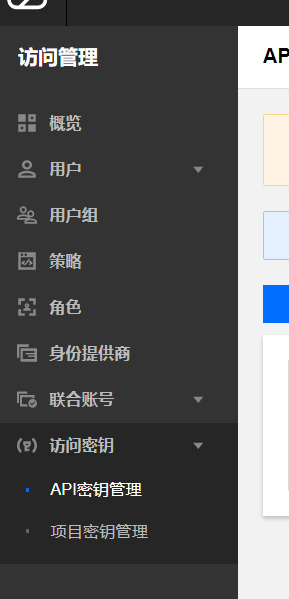 访问管理
AP
概览
用户
用户组
策略
角色
身份提供商
联合账号
访问密钥
API密钥管理
项目密钥管理